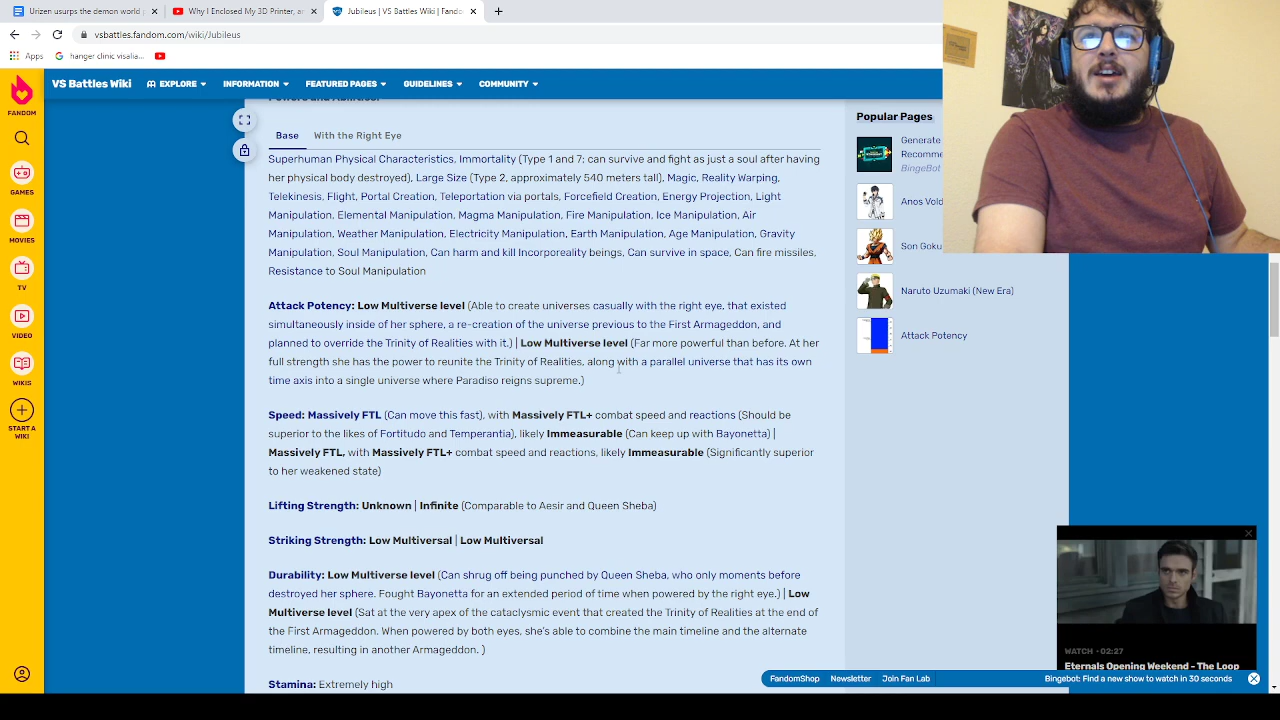 Urizen usurps the demon world
Why I Enclosed My 3D Printer, an
Jubileus | VS Battles Wiki | Fando
vsbattles.fandom.com/wiki/Jubileus
Apps
hanger clinic visalia...
FANDOM
GAMES
MOVIES
TV
VIDEO
WIKIS
START A
WIKI
VS Battles Wiki
EXPLORE
INFORMATION
FEATURED PAGES
GUIDELINES
COMMUNITY
Powers and Abilities:
Base
With the Right Eye
Superhuman Physical Characteristics, Immortality (Type 1 and 7; can survive and fight as just a soul after having
her physical body destroyed), Large Size (Type 2, approximately 540 meters tall), Magic, Reality Warping,
Telekinesis, Flight, Portal Creation, Teleportation via portals, Forcefield Creation, Energy Projection, Light
Manipulation, Elemental Manipulation, Magma Manipulation, Fire Manipulation, Ice Manipulation, Air
Manipulation, Weather Manipulation, Electricity Manipulation, Earth Manipulation, Age Manipulation, Gravity
Manipulation, Soul Manipulation, Can harm and kill Incorporeality beings, Can survive in space, Can fire missiles,
Resistance to Soul Manipulation
Attack Potency: Low Multiverse level (Able to create universes casually with the right eye, that existed
simultaneously inside of her sphere, a re-creation of the universe previous to the First Armageddon, and
planned to override the Trinity of Realities with it.) | Low Multiverse level (Far more powerful than before. At her
full strength she has the power to reunite the Trinity of Realities, along with a parallel universe that has its own
time axis into a single universe where Paradiso reigns supreme.)
Speed: Massively FTL (Can move this fast), with Massively FTL+ combat speed and reactions (Should be
superior to the likes of Fortitudo and Temperantia), likely Immeasurable (Can keep up with Bayonetta) |
Massively FTL, with Massively FTL+ combat speed and reactions, likely Immeasurable (Significantly superior
to her weakened state)
Lifting Strength: Unknown | Infinite (Comparable to Aesir and Queen Sheba)
Striking Strength: Low Multiversal | Low Multiversal
Durability: Low Multiverse level (Can shrug off being punched by Queen Sheba, who only moments before
destroyed her sphere. Fought Bayonetta for an extended period of time when powered by the right eye.) | Low
Multiverse level (Sat at the very apex of the cataclysmic event that created the Trinity of Realities at the end of
the First Armageddon. When powered by both eyes, she's able to combine the main timeline and the alternate
timeline, resulting in another Armageddon. )
Stamina: Extremely high
Popular Pages
Generate
Recomme
BingeBot
Anos Vold
Son Goku
Naruto Uzumaki (New Era)
Attack Potency
WATCH • 02:27
Eternals Opening Weekend - The Loop
FandomShop
Newsletter
Join Fan Lab
Bingebot: Find a new show to watch in 30 seconds